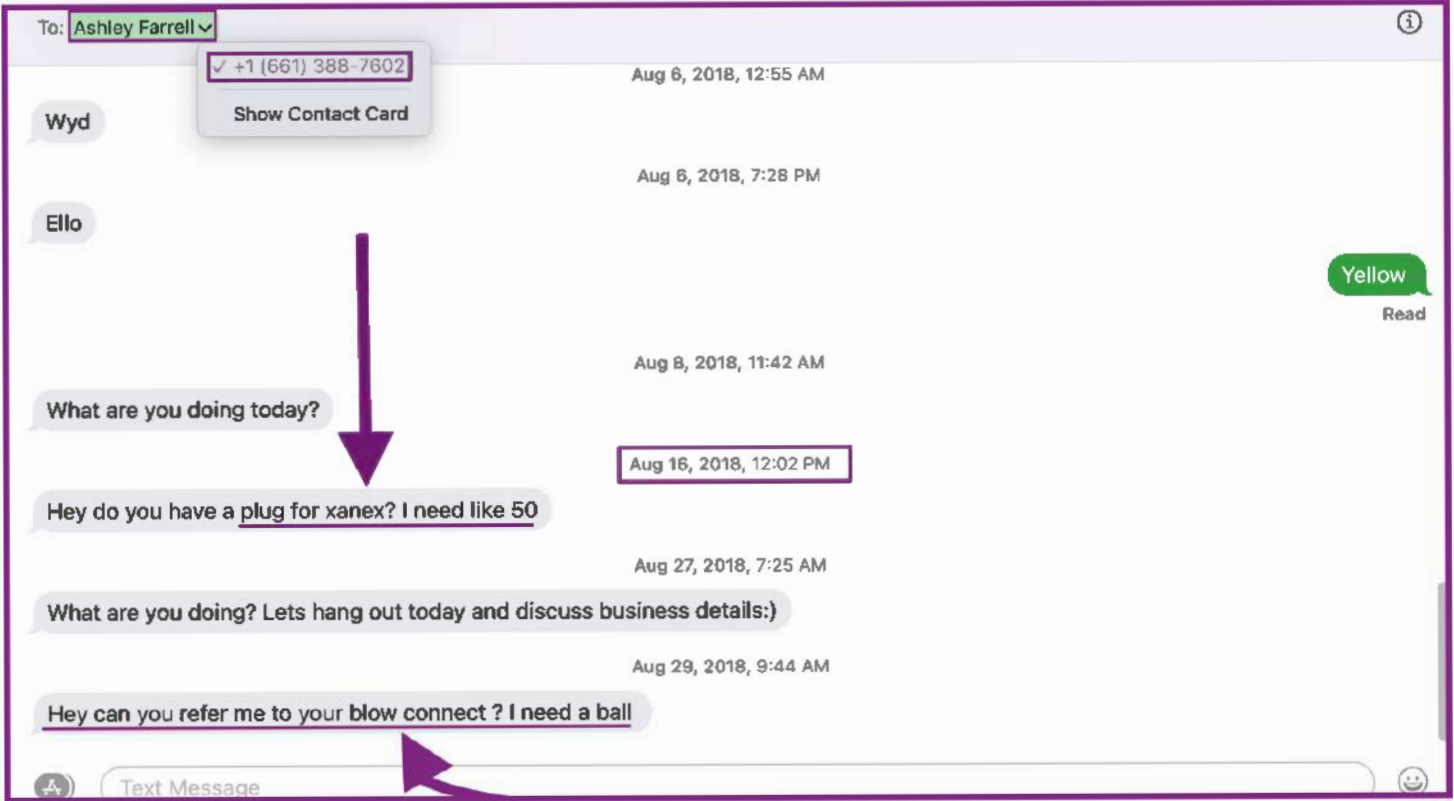 To: Ashley Farrell
✓ +1 (661) 388-7602
Show Contact Card
Aug 6, 2018, 12:55 AM
Wyd
Aug 6, 2018, 7:28 PM
Ello
Yellow
Read
Aug 8, 2018, 11:42 AM
What are you doing today?
Aug 16, 2018, 12:02 PM
Hey do you have a plug for xanex? I need like 50
Aug 27, 2018, 7:25 AM
What are you doing? Lets hang out today and discuss business details:)
Aug 29, 2018, 9:44 AM
Hey can you refer me to your blow connect ? I need a ball
Text Message